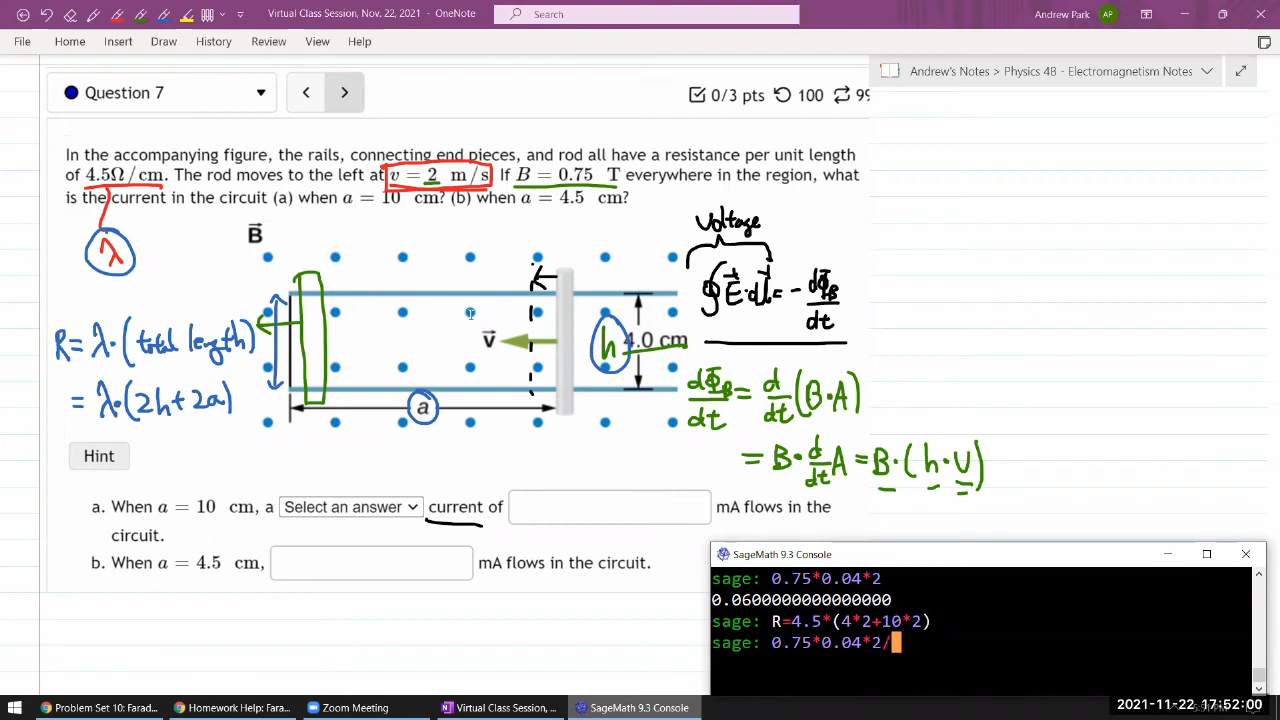 Virtual Class Session, Nov. 22, 2021 - OneNote
Search
Andrew Park
AP
File Home Insert Draw History Review View Help
Question 7
0/3 pts 100 99
Andrew's Notes > Physics 4B - Electromagnetism Notes
In the accompanying figure, the rails, connecting end pieces, and rod all have a resistance per unit length
of 4.5Ω/cm. The rod moves to the left at v = 2 m/s If B = 0.75 T everywhere in the region, what
is the current in the circuit (a) when a = 10 cm? (b) when a = 4.5 cm?
λ
B⃗
Voltage
∮E⃗·dl⃗ = - dΦB/dt
R = λ·(total length)
= λ·(2h+2a)
v⃗
h 4.0 cm
a
dΦB/dt = d/dt (B·A)
= B· d/dt A = B·(h·v)
Hint
a. When a = 10 cm, a Select an answer current of mA flows in the
circuit.
b. When a = 4.5 cm, mA flows in the circuit.
SageMath 9.3 Console
sage: 0.75*0.04*2
0.0600000000000000
sage: R=4.5*(4*2+10*2)
sage: 0.75*0.04*2/
Problem Set 10: Farad... Homework Help: Fara... Zoom Meeting Virtual Class Session, ... SageMath 9.3 Console
2021-11-22 17:52:00